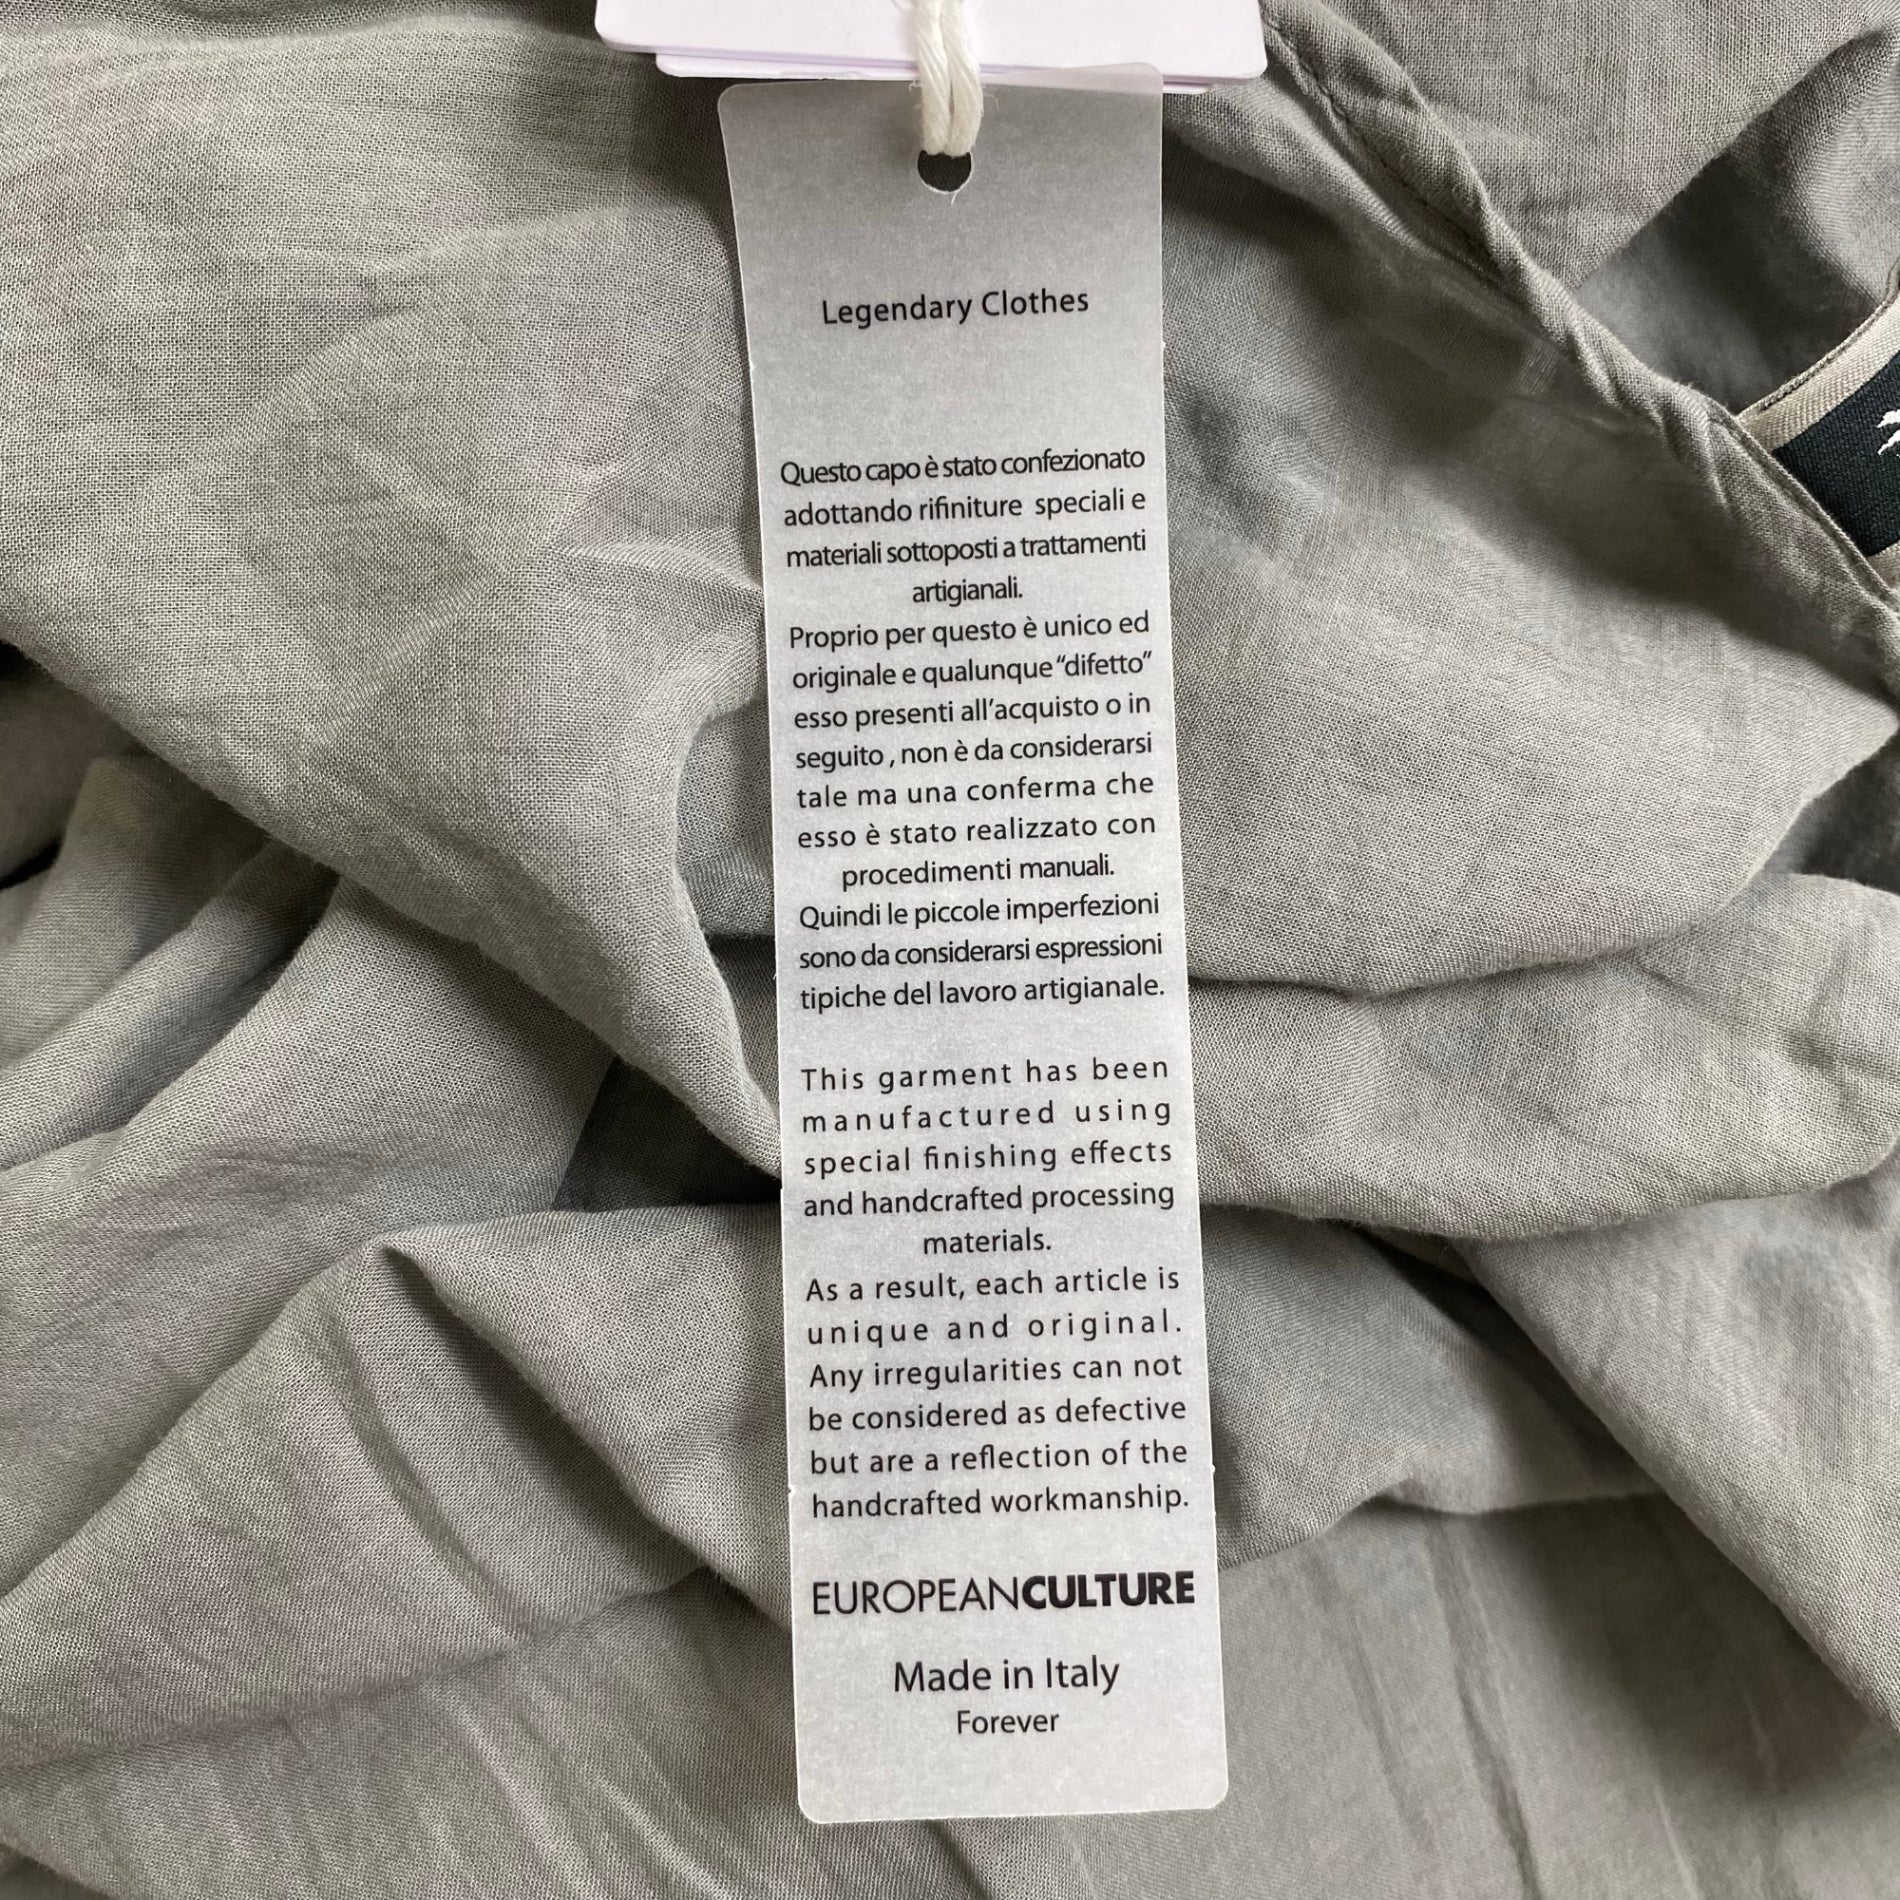 Legendary Clothes
Questo capo è stato confezionato
adottando rifiniture speciali e
materiali sottoposti a trattamenti
artigianali.
Proprio per questo è unico ed
originale e qualunque “difetto”
esso presenti all’acquisto o in
seguito , non è da considerarsi
tale ma una conferma che
esso è stato realizzato con
procedimenti manuali.
Quindi le piccole imperfezioni
sono da considerarsi espressioni
tipiche del lavoro artigianale.
This garment has been
manufactured using
special finishing effects
and handcrafted processing
materials.
As a result, each article is
unique and original.
Any irregularities can not
be considered as defective
but are a reflection of the
handcrafted workmanship.
EUROPEANCULTURE
Made in Italy
Forever